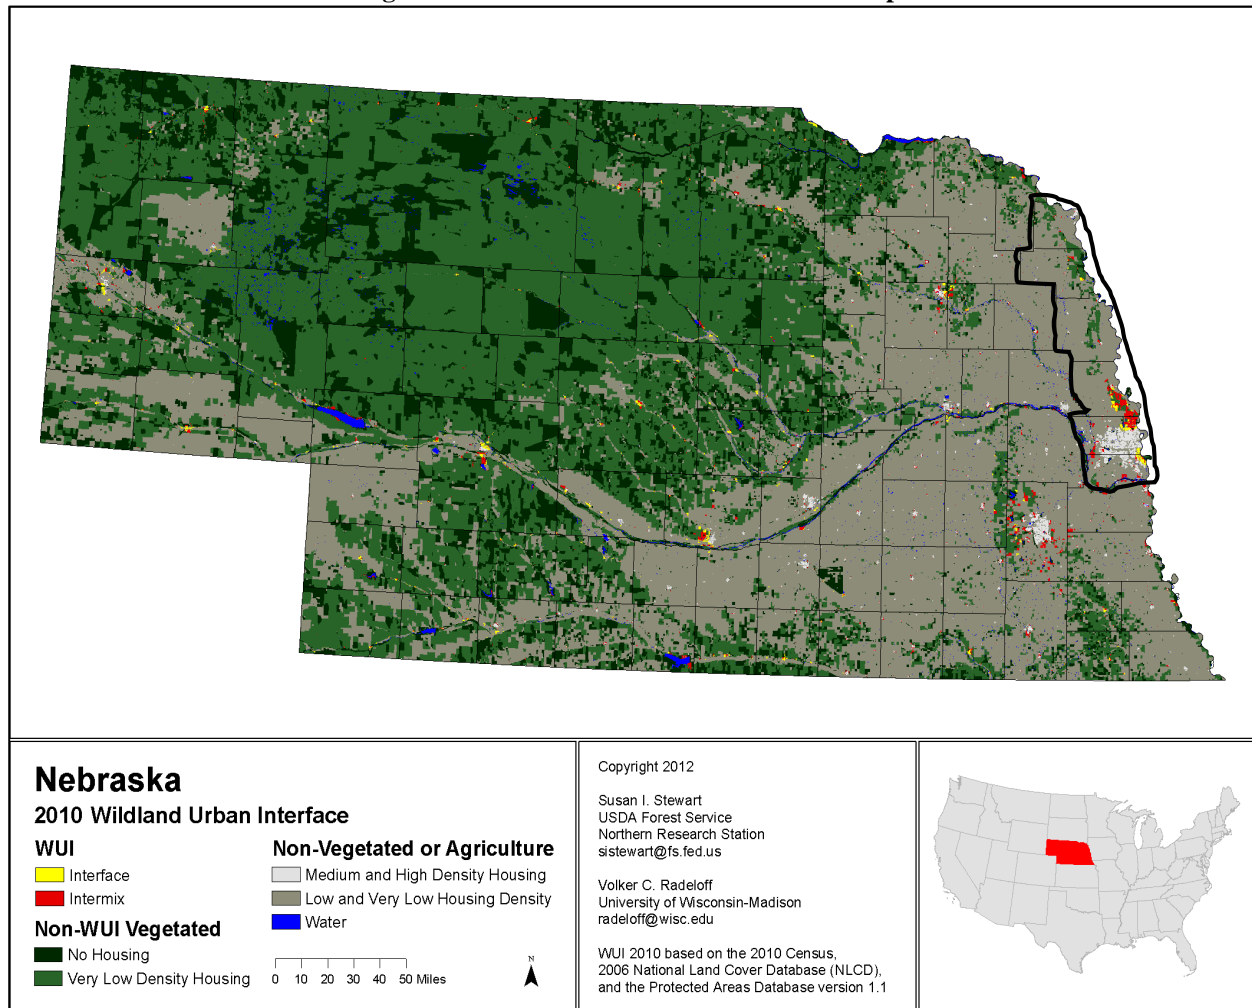 Nebraska
2010 Wildland Urban Interface
WUI
Interface
Intermix
Non-WUI Vegetated
No Housing
Very Low Density Housing
Non-Vegetated or Agriculture
Medium and High Density Housing
Low and Very Low Housing Density
Water
0 10 20 30 40 50 Miles
N
Copyright 2012
Susan I. Stewart
USDA Forest Service
Northern Research Station
sistewart@fs.fed.us
Volker C. Radeloff
University of Wisconsin-Madison
radeloff@wisc.edu
WUI 2010 based on the 2010 Census,
2006 National Land Cover Database (NLCD),
and the Protected Areas Database version 1.1